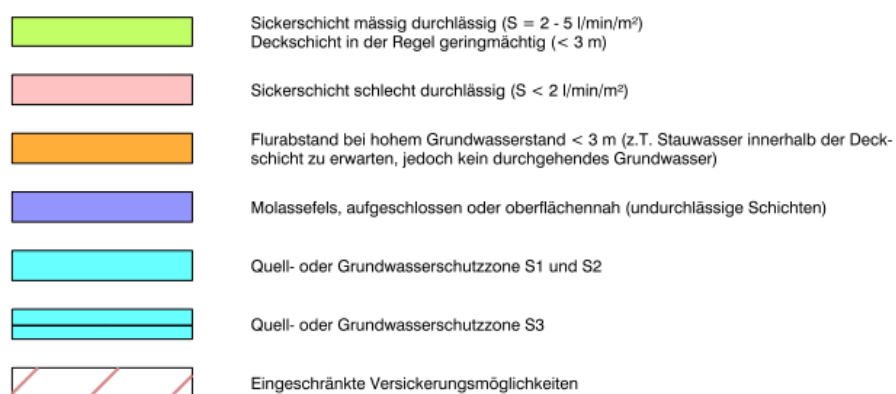 Sickerschicht mässig durchlässig (S = 2 - 5 l/min/m²)
Deckschicht in der Regel geringmächtig (< 3 m)
Sickerschicht schlecht durchlässig (S < 2 l/min/m²)
Flurabstand bei hohem Grundwasserstand < 3 m (z.T. Stauwasser innerhalb der Deck-
schicht zu erwarten, jedoch kein durchgehendes Grundwasser)
Molassefels, aufgeschlossen oder oberflächennah (undurchlässige Schichten)
Quell- oder Grundwasserschutzzone S1 und S2
Quell- oder Grundwasserschutzzone S3
Eingeschränkte Versickerungsmöglichkeiten